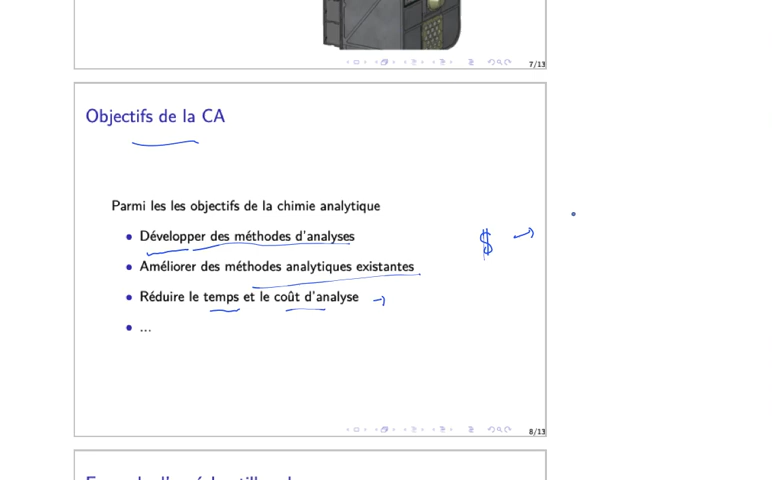 7/13
Objectifs de la CA
Parmi les les objectifs de la chimie analytique
• Développer des méthodes d'analyses
$ →
• Améliorer des méthodes analytiques existantes
• Réduire le temps et le coût d'analyse →
• ...
8/13